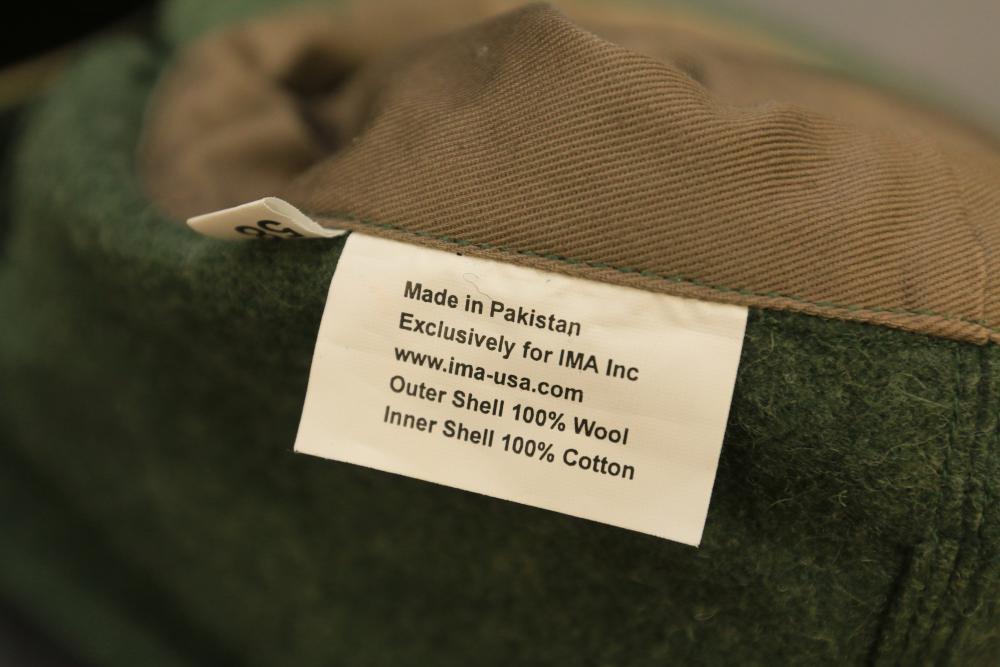 Made in Pakistan
Exclusively for IMA Inc
www.ima-usa.com
Outer Shell 100% Wool
Inner Shell 100% Cotton